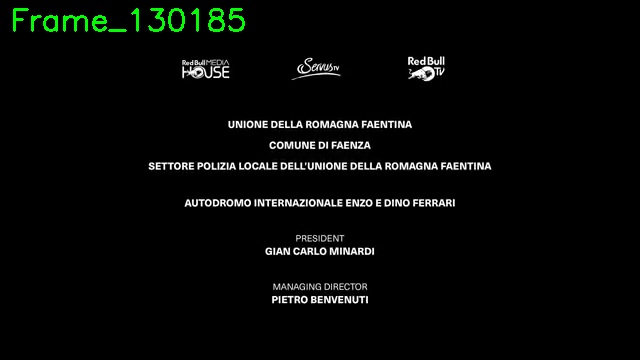 Frame_130185
Red Bull MEDIA HOUSE
ServusTV
Red Bull TV
UNIONE DELLA ROMAGNA FAENTINA
COMUNE DI FAENZA
SETTORE POLIZIA LOCALE DELL'UNIONE DELLA ROMAGNA FAENTINA
AUTODROMO INTERNAZIONALE ENZO E DINO FERRARI
PRESIDENT
GIAN CARLO MINARDI
MANAGING DIRECTOR
PIETRO BENVENUTI